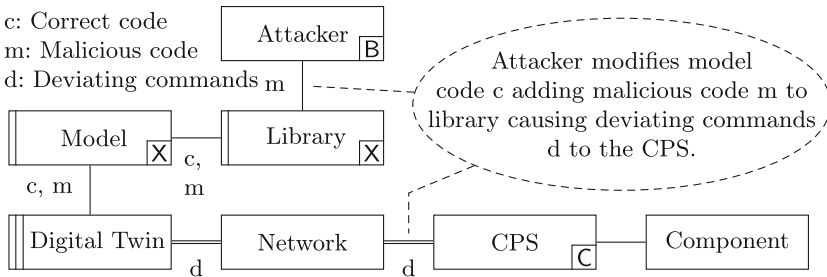 c: Correct code
m: Malicious code
d: Deviating commands
Attacker
B
m
Attacker modifies model
code c adding malicious code m to
library causing deviating commands
d to the CPS.
Model
X
c,
m
Library
X
c, m
Digital Twin
d
Network
d
CPS
C
Component